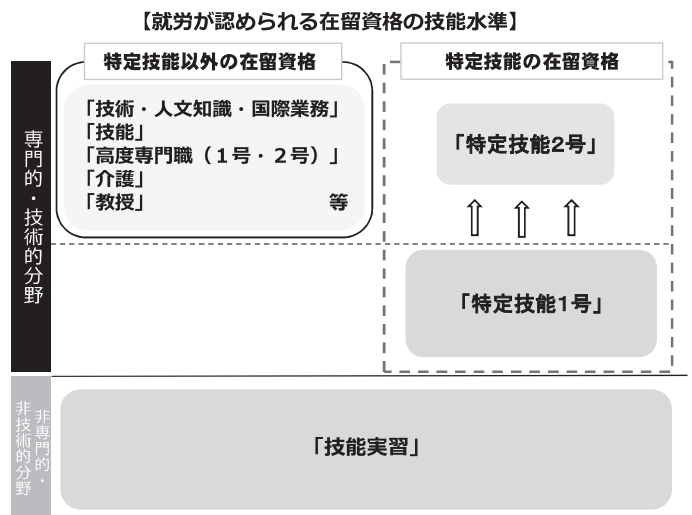 【就労が認められる在留資格の技能水準】
特定技能以外の在留資格
「技術・人文知識・国際業務」
「技能」
「高度専門職（１号・２号）」
「介護」
「教授」 等
特定技能の在留資格
「特定技能2号」
「特定技能1号」
専門的・技術的分野
「技能実習」
非専門的・
非技術的分野